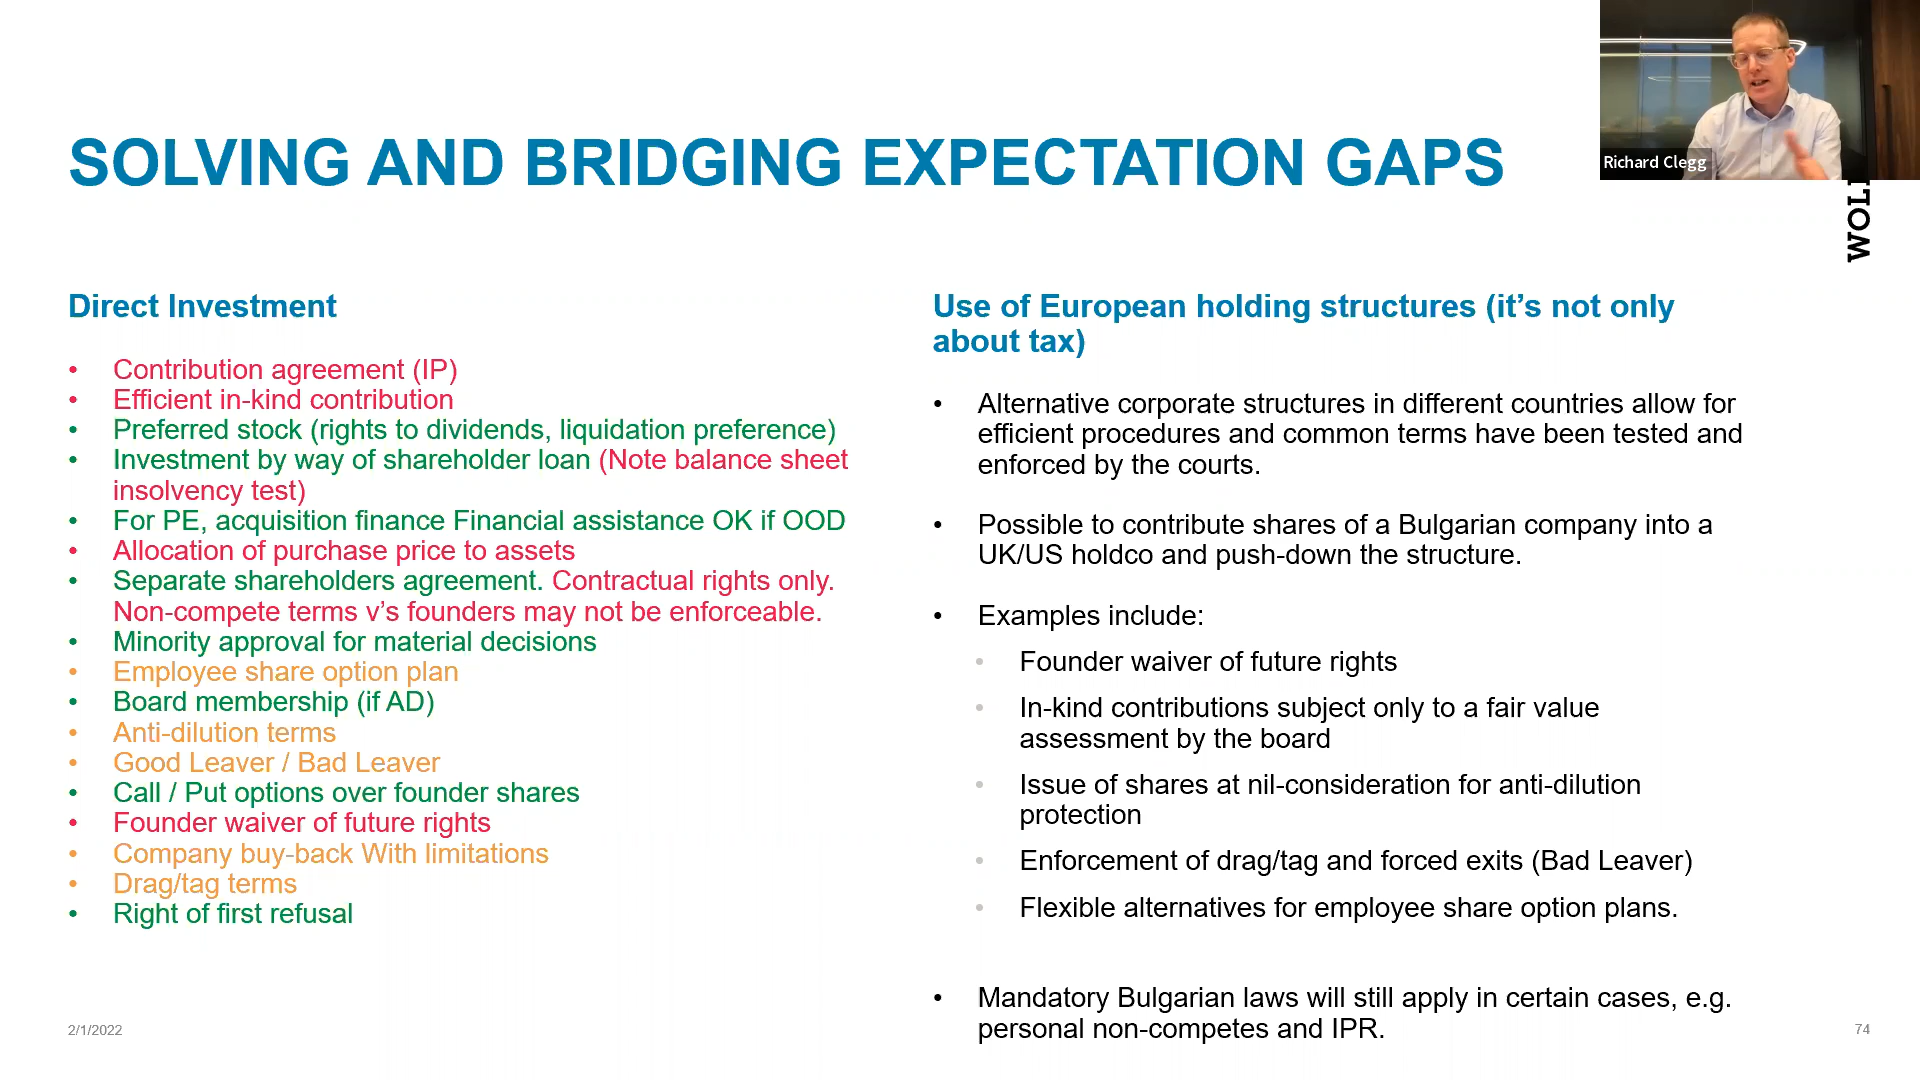 SOLVING AND BRIDGING EXPECTATION GAPS
Richard Clegg
Direct Investment
• Contribution agreement (IP)
• Efficient in-kind contribution
• Preferred stock (rights to dividends, liquidation preference)
• Investment by way of shareholder loan (Note balance sheet
insolvency test)
• For PE, acquisition finance Financial assistance OK if OOD
• Allocation of purchase price to assets
• Separate shareholders agreement. Contractual rights only.
Non-compete terms v’s founders may not be enforceable.
• Minority approval for material decisions
• Employee share option plan
• Board membership (if AD)
• Anti-dilution terms
• Good Leaver / Bad Leaver
• Call / Put options over founder shares
• Founder waiver of future rights
• Company buy-back With limitations
• Drag/tag terms
• Right of first refusal
Use of European holding structures (it’s not only
about tax)
• Alternative corporate structures in different countries allow for
efficient procedures and common terms have been tested and
enforced by the courts.
• Possible to contribute shares of a Bulgarian company into a
UK/US holdco and push-down the structure.
• Examples include:
• Founder waiver of future rights
• In-kind contributions subject only to a fair value
assessment by the board
• Issue of shares at nil-consideration for anti-dilution
protection
• Enforcement of drag/tag and forced exits (Bad Leaver)
• Flexible alternatives for employee share option plans.
• Mandatory Bulgarian laws will still apply in certain cases, e.g.
personal non-competes and IPR.
2/1/2022
74